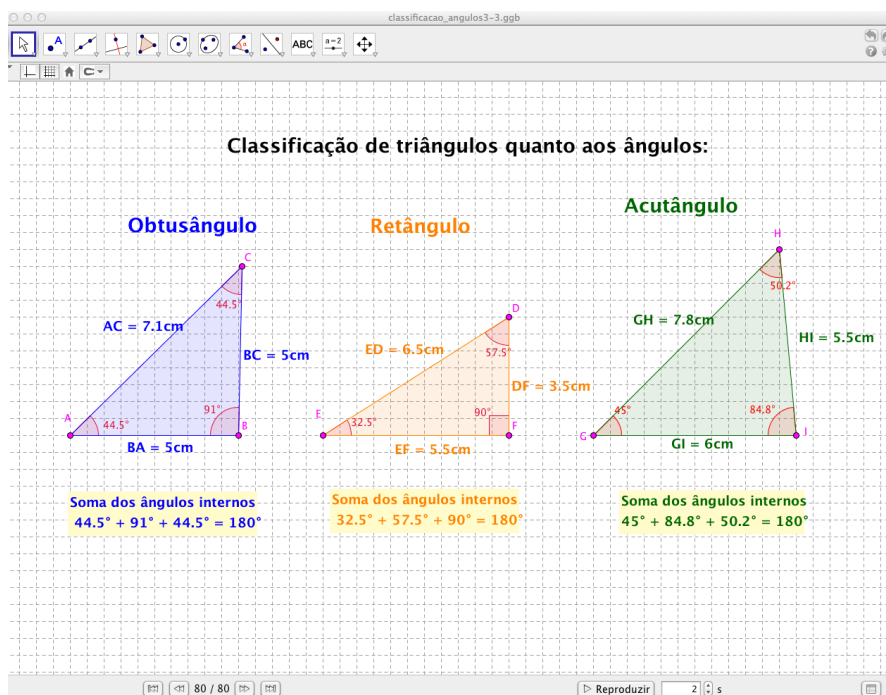 classificacao_angulos3-3.ggb
A
ABC
a=2
Classificação de triângulos quanto aos ângulos:
Obtusângulo
Retângulo
Acutângulo
C
44.5°
AC = 7.1cm
BC = 5cm
A
44.5°
91°
B
BA = 5cm
D
57.5°
ED = 6.5cm
DF = 3.5cm
E
32.5°
90°
F
EF = 5.5cm
H
50.2°
GH = 7.8cm
HI = 5.5cm
G
45°
84.8°
I
GI = 6cm
Soma dos ângulos internos
44.5° + 91° + 44.5° = 180°
Soma dos ângulos internos
32.5° + 57.5° + 90° = 180°
Soma dos ângulos internos
45° + 84.8° + 50.2° = 180°
80 / 80
Reproduzir
2 s